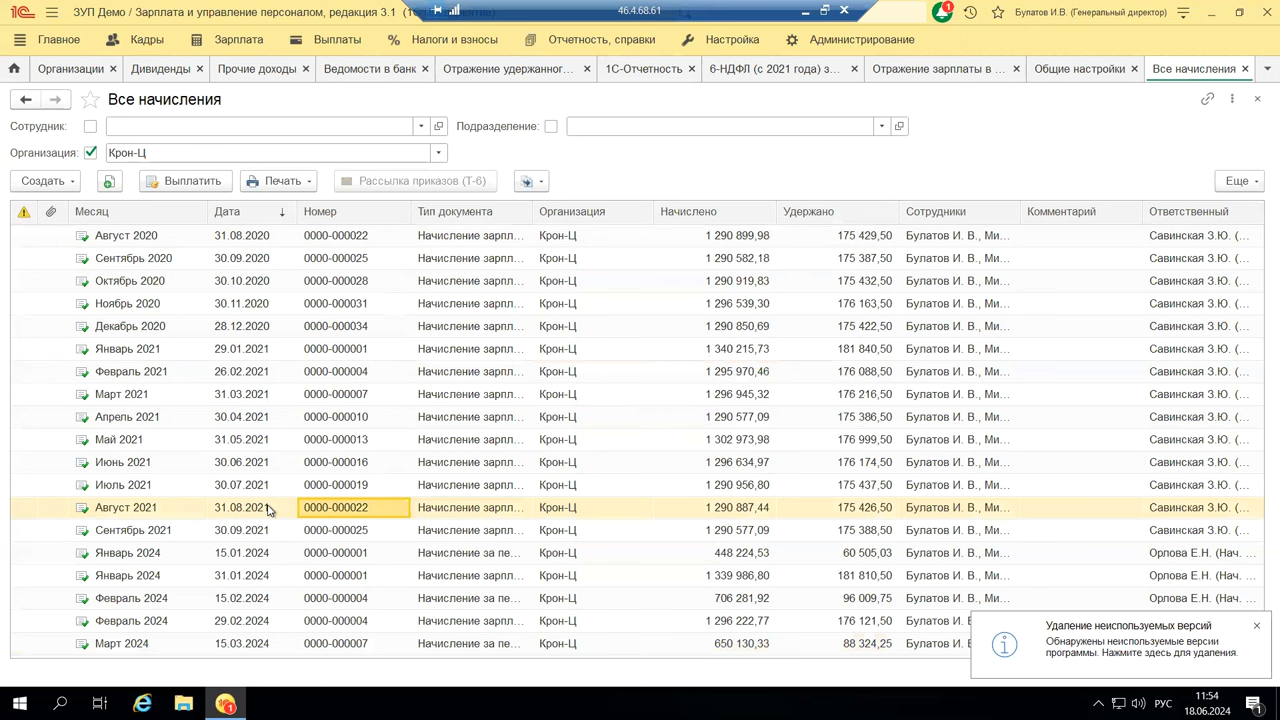 ЗУП Демо / Зарплата и управление персоналом, редакция 3.1 (1С
46.4.68.61
1
Булатов И.В. (Генеральный директор)
Главное Кадры Зарплата Выплаты Налоги и взносы Отчетность, справки Настройка Администрирование
Организации Дивиденды Прочие доходы Ведомости в банк Отражение удержанног... 1С-Отчетность 6-НДФЛ (с 2021 года) з... Отражение зарплаты в ... Общие настройки Все начисления
Все начисления
Сотрудник: Подразделение:
Организация: Крон-Ц
Создать Выплатить Печать Рассылка приказов (Т-6) Еще
Месяц Дата Номер Тип документа Организация Начислено Удержано Сотрудники Комментарий Ответственный
Август 2020 31.08.2020 0000-000022 Начисление зарпл... Крон-Ц 1 290 899,98 175 429,50 Булатов И. В., Ми... Савинская З.Ю. (...
Сентябрь 2020 30.09.2020 0000-000025 Начисление зарпл... Крон-Ц 1 290 582,18 175 387,50 Булатов И. В., Ми... Савинская З.Ю. (...
Октябрь 2020 30.10.2020 0000-000028 Начисление зарпл... Крон-Ц 1 290 919,83 175 432,50 Булатов И. В., Ми... Савинская З.Ю. (...
Ноябрь 2020 30.11.2020 0000-000031 Начисление зарпл... Крон-Ц 1 296 539,30 176 163,50 Булатов И. В., Ми... Савинская З.Ю. (...
Декабрь 2020 28.12.2020 0000-000034 Начисление зарпл... Крон-Ц 1 290 850,69 175 422,50 Булатов И. В., Ми... Савинская З.Ю. (...
Январь 2021 29.01.2021 0000-000001 Начисление зарпл... Крон-Ц 1 340 215,73 181 840,50 Булатов И. В., Ми... Савинская З.Ю. (...
Февраль 2021 26.02.2021 0000-000004 Начисление зарпл... Крон-Ц 1 295 970,46 176 088,50 Булатов И. В., Ми... Савинская З.Ю. (...
Март 2021 31.03.2021 0000-000007 Начисление зарпл... Крон-Ц 1 296 945,32 176 216,50 Булатов И. В., Ми... Савинская З.Ю. (...
Апрель 2021 30.04.2021 0000-000010 Начисление зарпл... Крон-Ц 1 290 577,09 175 386,50 Булатов И. В., Ми... Савинская З.Ю. (...
Май 2021 31.05.2021 0000-000013 Начисление зарпл... Крон-Ц 1 302 973,98 176 999,50 Булатов И. В., Ми... Савинская З.Ю. (...
Июнь 2021 30.06.2021 0000-000016 Начисление зарпл... Крон-Ц 1 296 634,97 176 174,50 Булатов И. В., Ми... Савинская З.Ю. (...
Июль 2021 30.07.2021 0000-000019 Начисление зарпл... Крон-Ц 1 290 956,80 175 437,50 Булатов И. В., Ми... Савинская З.Ю. (...
Август 2021 31.08.2021 0000-000022 Начисление зарпл... Крон-Ц 1 290 887,44 175 426,50 Булатов И. В., Ми... Савинская З.Ю. (...
Сентябрь 2021 30.09.2021 0000-000025 Начисление зарпл... Крон-Ц 1 290 577,09 175 388,50 Булатов И. В., Ми... Савинская З.Ю. (...
Январь 2024 15.01.2024 0000-000001 Начисление за пе... Крон-Ц 448 224,53 60 505,03 Булатов И. В., Ми... Орлова Е.Н. (Нач. ...
Январь 2024 31.01.2024 0000-000001 Начисление зарпл... Крон-Ц 1 339 986,80 181 810,50 Булатов И. В., Ми... Орлова Е.Н. (Нач. ...
Февраль 2024 15.02.2024 0000-000004 Начисление за пе... Крон-Ц 706 281,92 96 009,75 Булатов И. В., Ми... Орлова Е.Н. (Нач. ...
Февраль 2024 29.02.2024 0000-000004 Начисление зарпл... Крон-Ц 1 296 222,77 176 121,50
Март 2024 15.03.2024 0000-000007 Начисление за пе... Крон-Ц 650 130,33 88 324,25
Удаление неиспользуемых версий
Обнаружены неиспользуемые версии
программы. Нажмите здесь для удаления.
1
РУС
11:54
18.06.2024
1